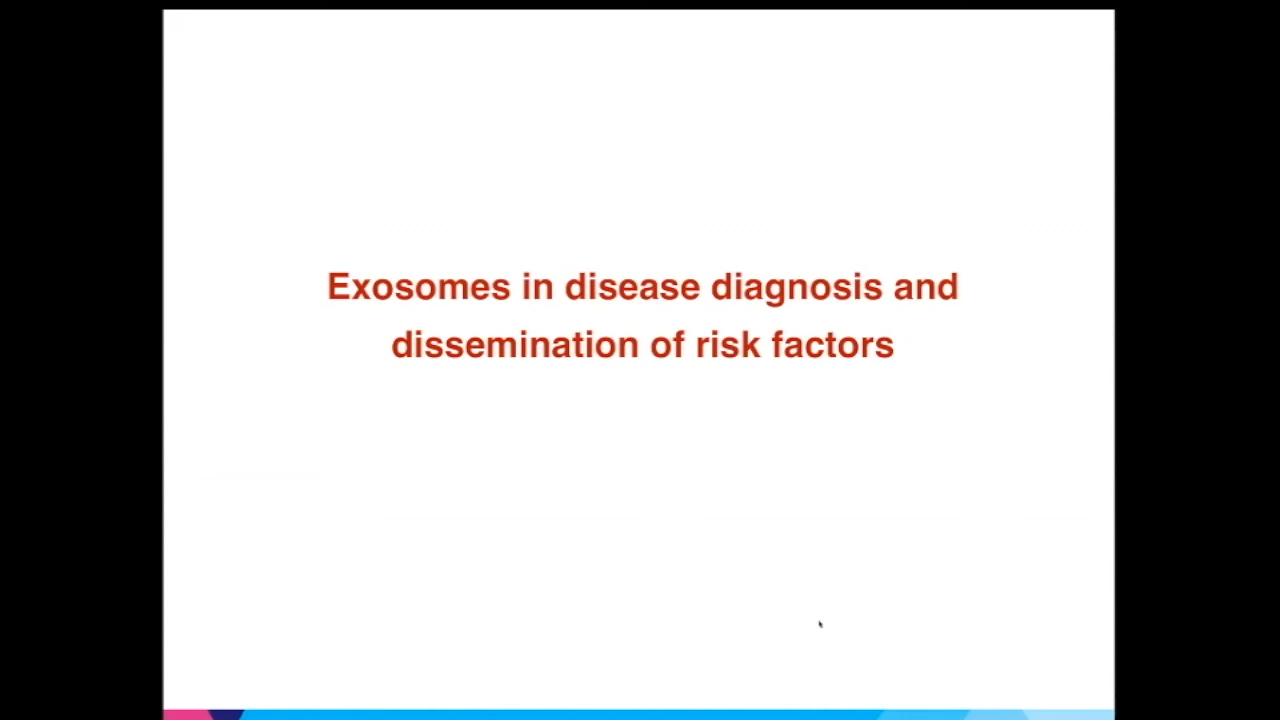 Exosomes in disease diagnosis and
dissemination of risk factors